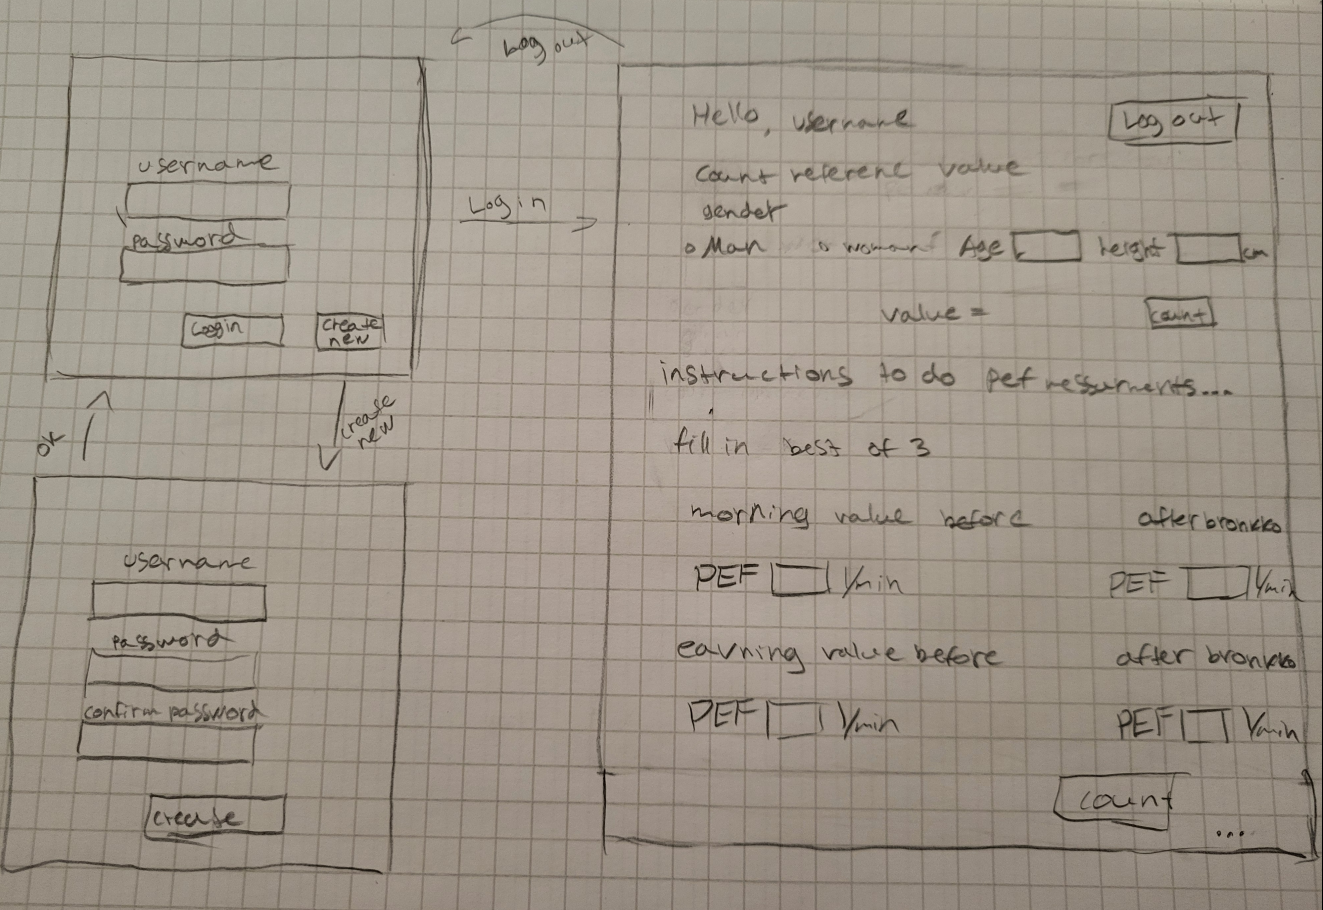 Log out
username
password
Login
create
new
Login
ok
create
new
username
password
confirm password
create
Hello, username
Log out
count referenc value
gender
o Man o woman Age height cm
value = count
instructions to do pef messurments...
fill in best of 3
morning value before after bronkko
PEF l/min PEF l/min
eavning value before after bronkko
PEF l/min PEF l/min
count
...